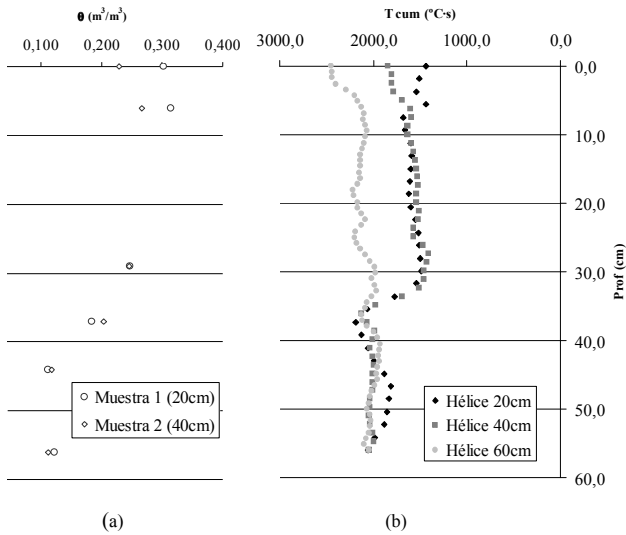 θ (m³/m³)
0,100 0,200 0,300 0,400
Muestra 1 (20cm)
Muestra 2 (40cm)
(a)
T cum (ºC·s)
3000,0 2000,0 1000,0 0,0
0,0
10,0
20,0
30,0
40,0
50,0
60,0
Prof (cm)
Hélice 20cm
Hélice 40cm
Hélice 60cm
(b)